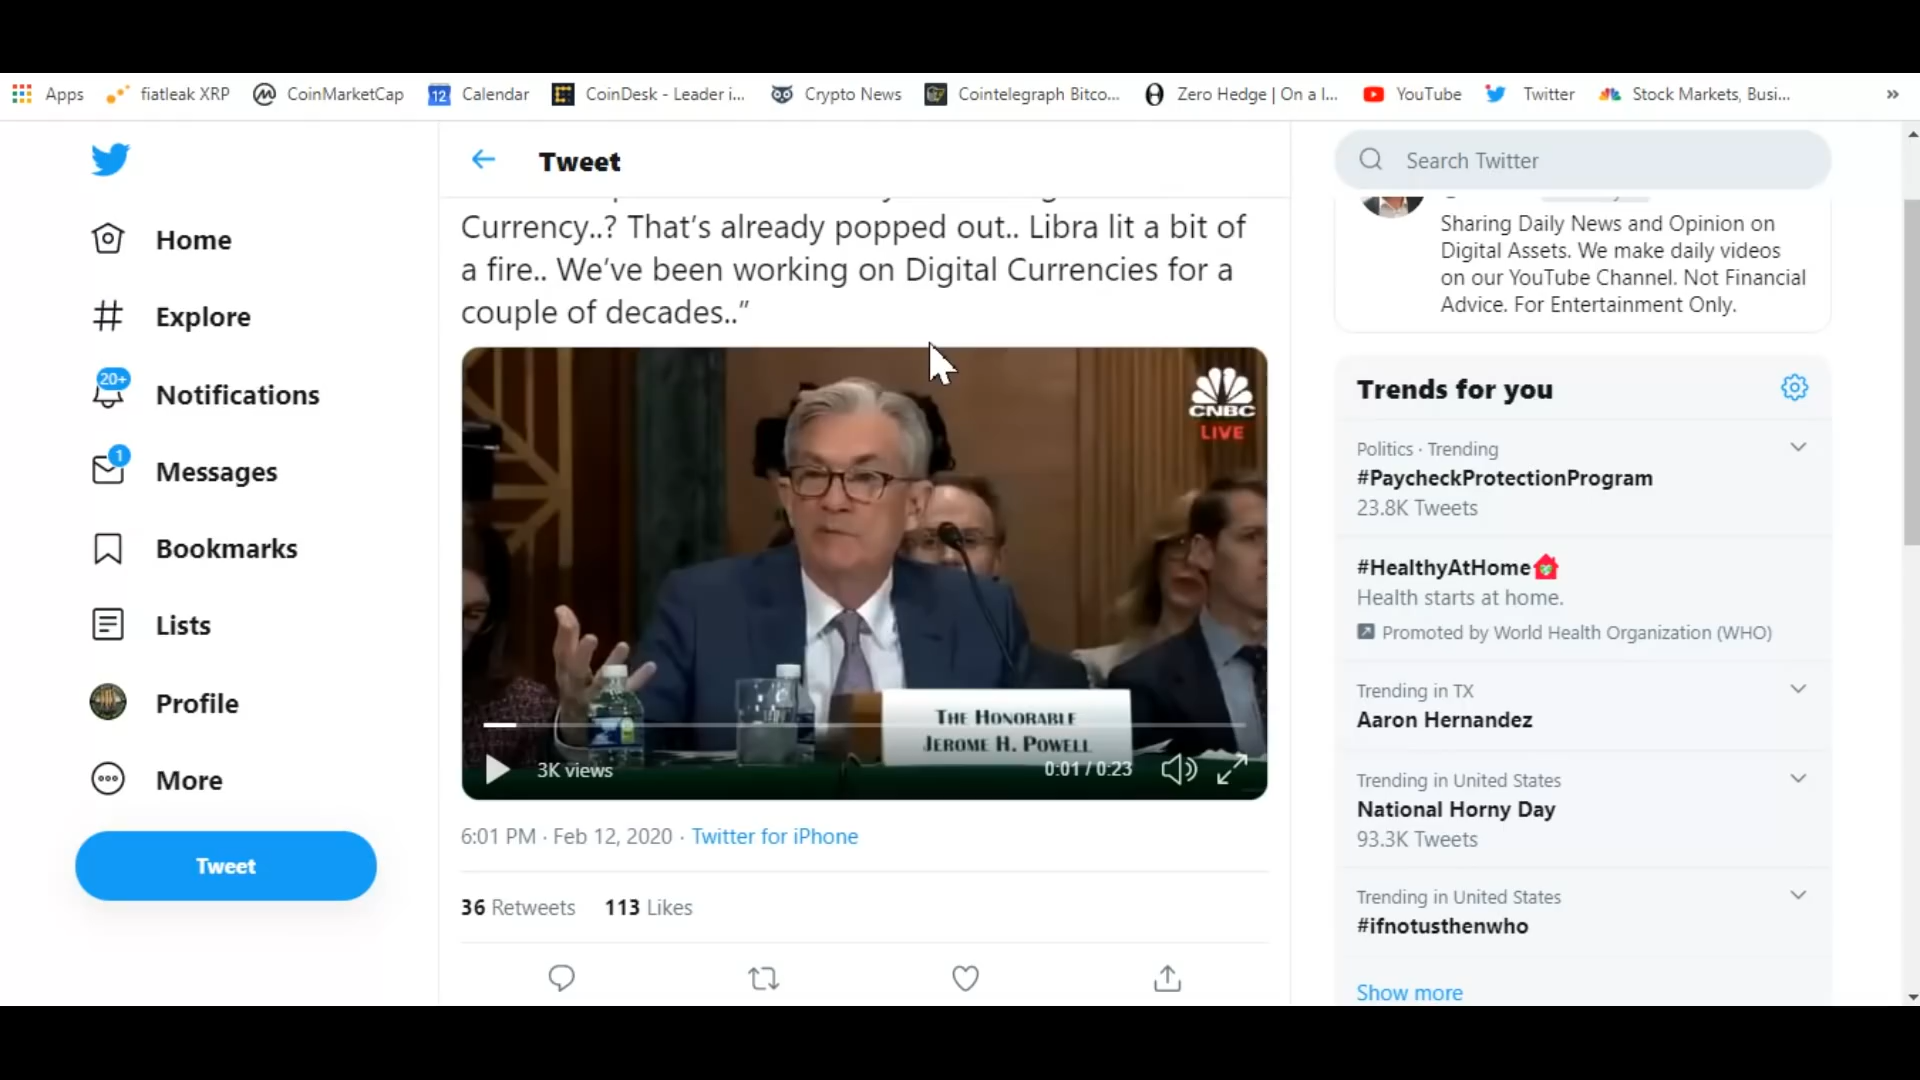 Apps
fiatleak XRP
CoinMarketCap
12
Calendar
CoinDesk - Leader i...
Crypto News
Cointelegraph Bitco...
Zero Hedge | On a l...
YouTube
Twitter
Stock Markets, Busi...
»
Tweet
Search Twitter
Home
Explore
20+
Notifications
1
Messages
Bookmarks
Lists
Profile
More
Tweet
Currency..? That’s already popped out.. Libra lit a bit of
a fire.. We’ve been working on Digital Currencies for a
couple of decades..”
CNBC
LIVE
THE HONORABLE
JEROME H. POWELL
3K views
0:01 / 0:23
6:01 PM · Feb 12, 2020 · Twitter for iPhone
36 Retweets 113 Likes
Sharing Daily News and Opinion on
Digital Assets. We make daily videos
on our YouTube Channel. Not Financial
Advice. For Entertainment Only.
Trends for you
Politics · Trending
#PaycheckProtectionProgram
23.8K Tweets
#HealthyAtHome
Health starts at home.
Promoted by World Health Organization (WHO)
Trending in TX
Aaron Hernandez
Trending in United States
National Horny Day
93.3K Tweets
Trending in United States
#ifnotusthenwho
Show more